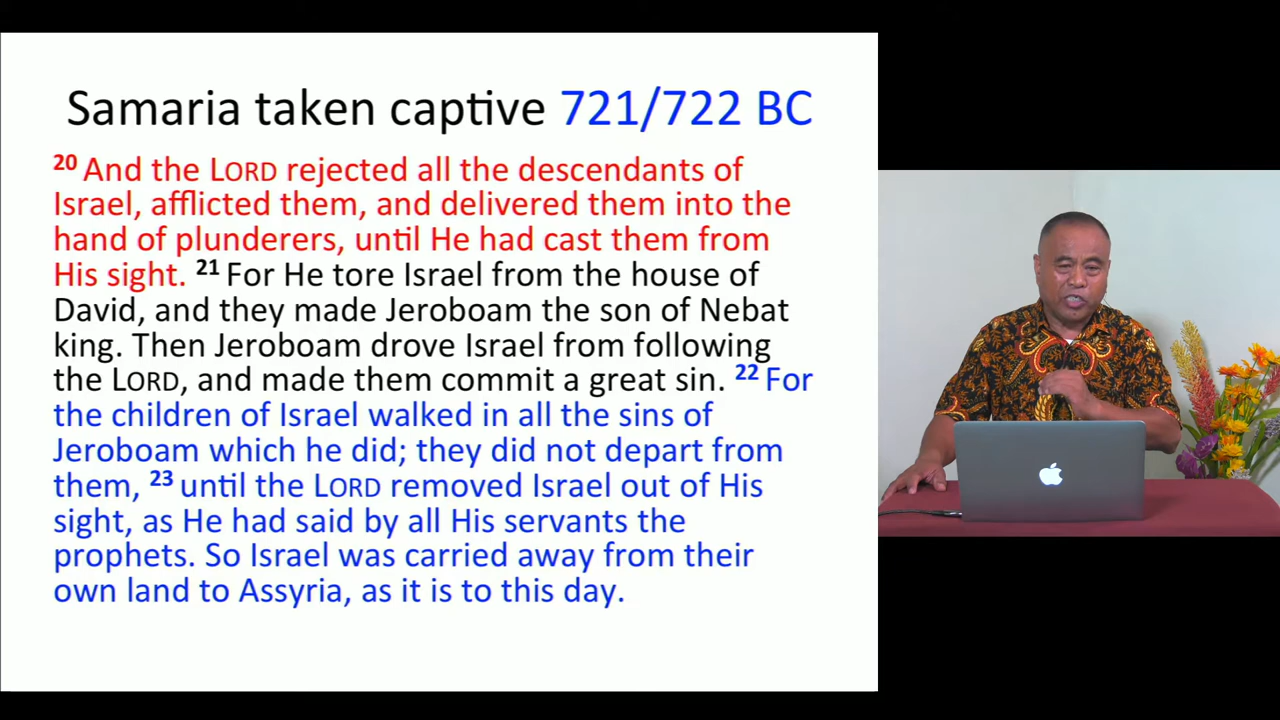 Samaria taken captive 721/722 BC
20 And the LORD rejected all the descendants of
Israel, afflicted them, and delivered them into the
hand of plunderers, until He had cast them from
His sight. 21 For He tore Israel from the house of
David, and they made Jeroboam the son of Nebat
king. Then Jeroboam drove Israel from following
the LORD, and made them commit a great sin. 22 For
the children of Israel walked in all the sins of
Jeroboam which he did; they did not depart from
them, 23 until the LORD removed Israel out of His
sight, as He had said by all His servants the
prophets. So Israel was carried away from their
own land to Assyria, as it is to this day.